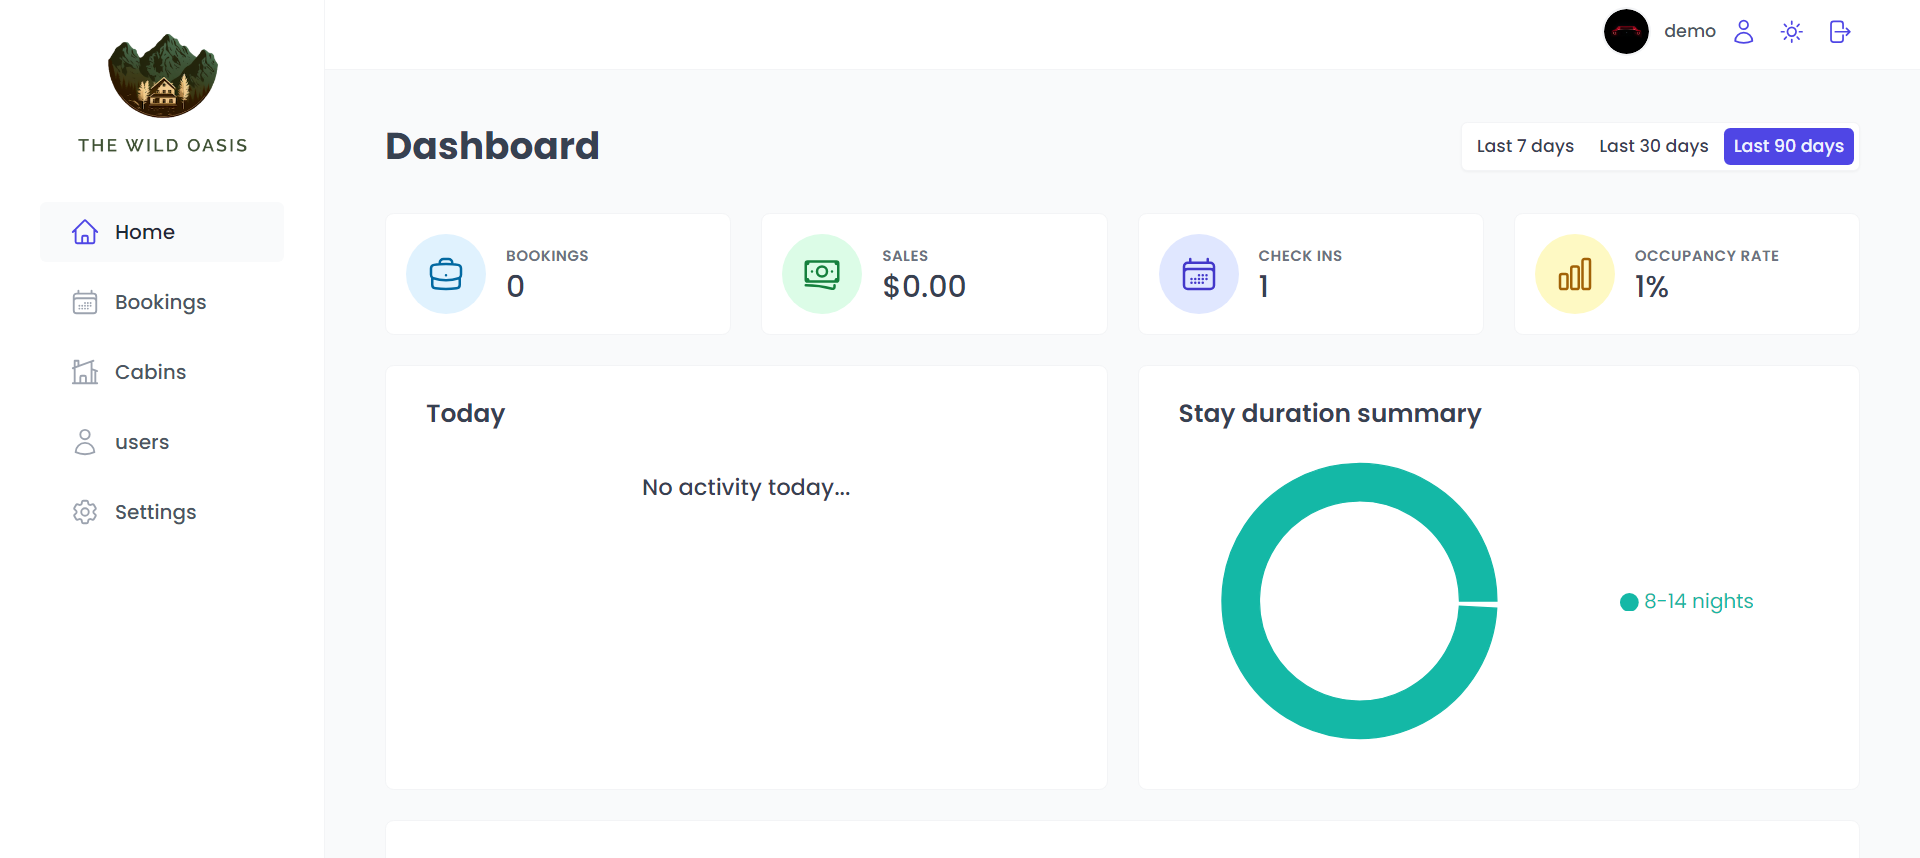 THE WILD OASIS
Home
Bookings
Cabins
users
Settings
demo
Dashboard
Last 7 days
Last 30 days
Last 90 days
BOOKINGS
0
SALES
$0.00
CHECK INS
1
OCCUPANCY RATE
1%
Today
No activity today...
Stay duration summary
8-14 nights